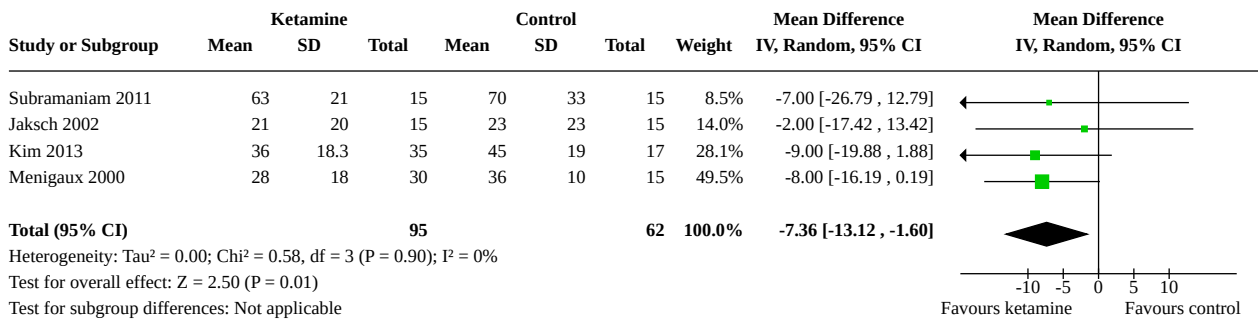 Ketamine Control Mean Difference Mean Difference
Study or Subgroup Mean SD Total Mean SD Total Weight IV, Random, 95% CI IV, Random, 95% CI
Subramaniam 2011 63 21 15 70 33 15 8.5% -7.00 [-26.79 , 12.79]
Jaksch 2002 21 20 15 23 23 15 14.0% -2.00 [-17.42 , 13.42]
Kim 2013 36 18.3 35 45 19 17 28.1% -9.00 [-19.88 , 1.88]
Menigaux 2000 28 18 30 36 10 15 49.5% -8.00 [-16.19 , 0.19]
Total (95% CI) 95 62 100.0% -7.36 [-13.12 , -1.60]
Heterogeneity: Tau² = 0.00; Chi² = 0.58, df = 3 (P = 0.90); I² = 0%
Test for overall effect: Z = 2.50 (P = 0.01)
-10 -5 0 5 10
Test for subgroup differences: Not applicable
Favours ketamine Favours control